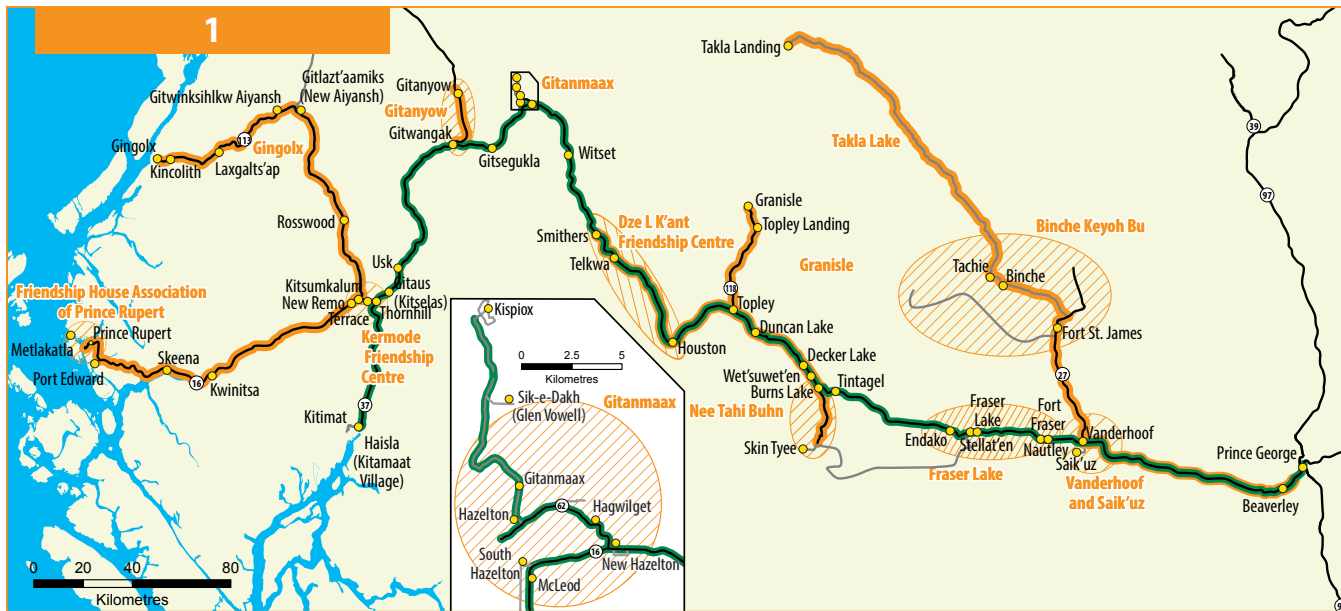 1
Takla Landing
Gitlazt'aamiks
(New Aiyansh)
Gitwinksihlkw Aiyansh
Gitanyow
Gitanmaax
Gitanyow
39
113
Gingolx
Gitwangak
Takla Lake
Gingolx
Kincolith
Laxgalts'ap
Gitsegukla
Witset
97
Granisle
Rosswood
Dze L K'ant
Friendship Centre
Topley Landing
Smithers
Binche Keyoh Bu
Usk
Telkwa
Granisle
Tachie
Binche
Kitsumkalum
Gitaus
(Kitselas)
New Remo
Thornhill
Terrace
118
Topley
Friendship House Association
of Prince Rupert
Prince Rupert
Metlakatla
Port Edward
Skeena
16
Kwinitsa
Kermode
Friendship
Centre
Duncan Lake
Houston
Fort St. James
Decker Lake
Wet'suwet'en
Burns Lake
Tintagel
27
Nee Tahi Buhn
Kitimat
37
Haisla
(Kitamaat
Village)
Skin Tyee
Endako
Fraser
Lake
Stellat'en
Fort
Fraser
Nautley
Vanderhoof
Saik'uz
Fraser Lake
Vanderhoof
and Saik'uz
Prince George
Beaverley
Kispiox
0 2.5 5
Kilometres
Sik-e-Dakh
(Glen Vowell)
Gitanmaax
Gitanmaax
Hazelton
62
Hagwilget
16
South
Hazelton
New Hazelton
McLeod
0 20 40 80
Kilometres